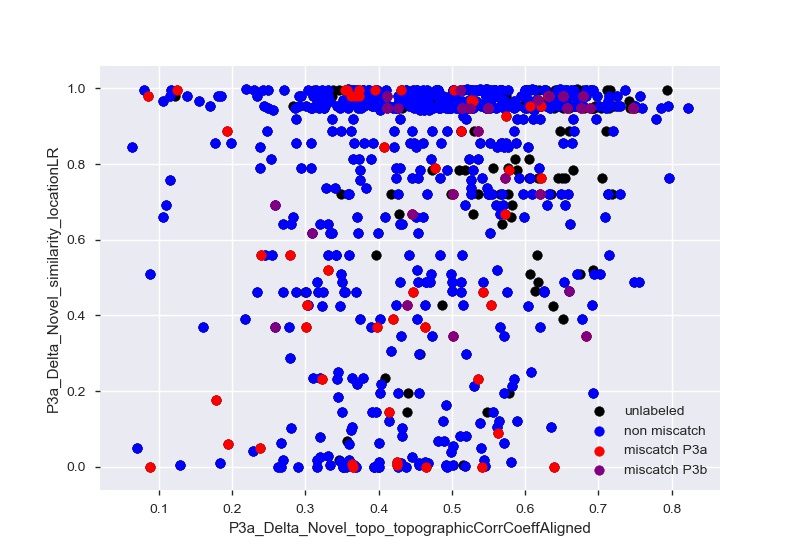 1.0
0.8
0.6
0.4
0.2
0.0
P3a_Delta_Novel_similarity_locationLR
unlabeled
non miscatch
miscatch P3a
miscatch P3b
0.1 0.2 0.3 0.4 0.5 0.6 0.7 0.8
P3a_Delta_Novel_topo_topographicCorrCoeffAligned